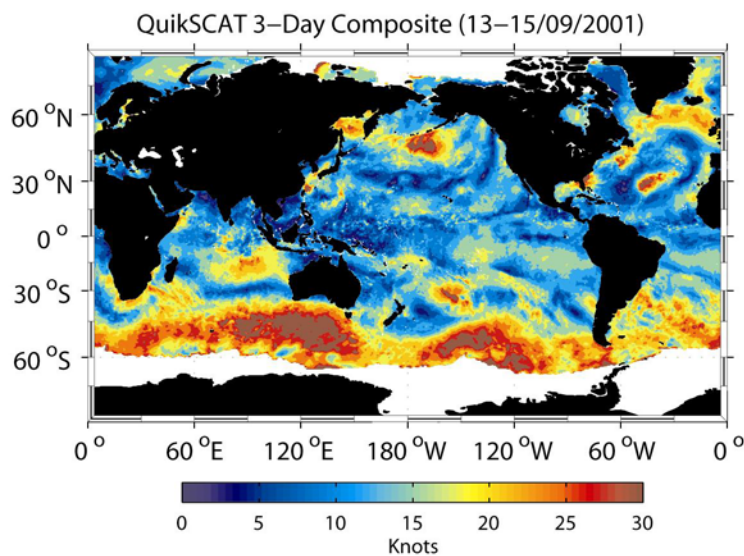 QuikSCAT 3−Day Composite (13−15/09/2001)
60 °N
30 °N
0 °
30 °S
60 °S
0 ° 60 °E 120 °E 180 °W 120 °W 60 °W 0 °
0 5 10 15 20 25 30
Knots